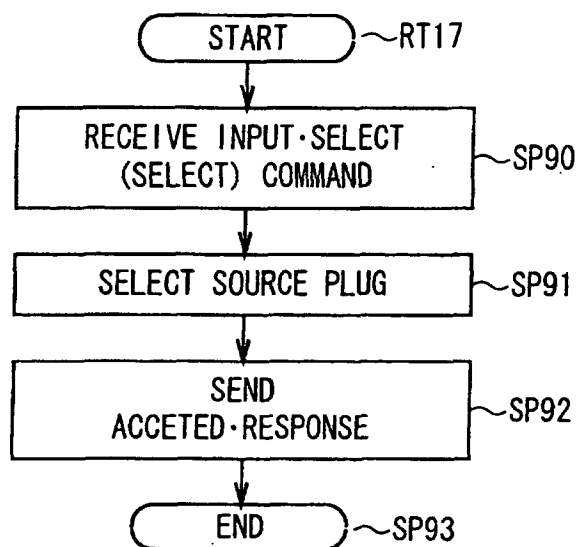 START
RT17
RECEIVE INPUT·SELECT
(SELECT) COMMAND
SP90
SELECT SOURCE PLUG
SP91
SEND
ACCETED·RESPONSE
SP92
END
SP93